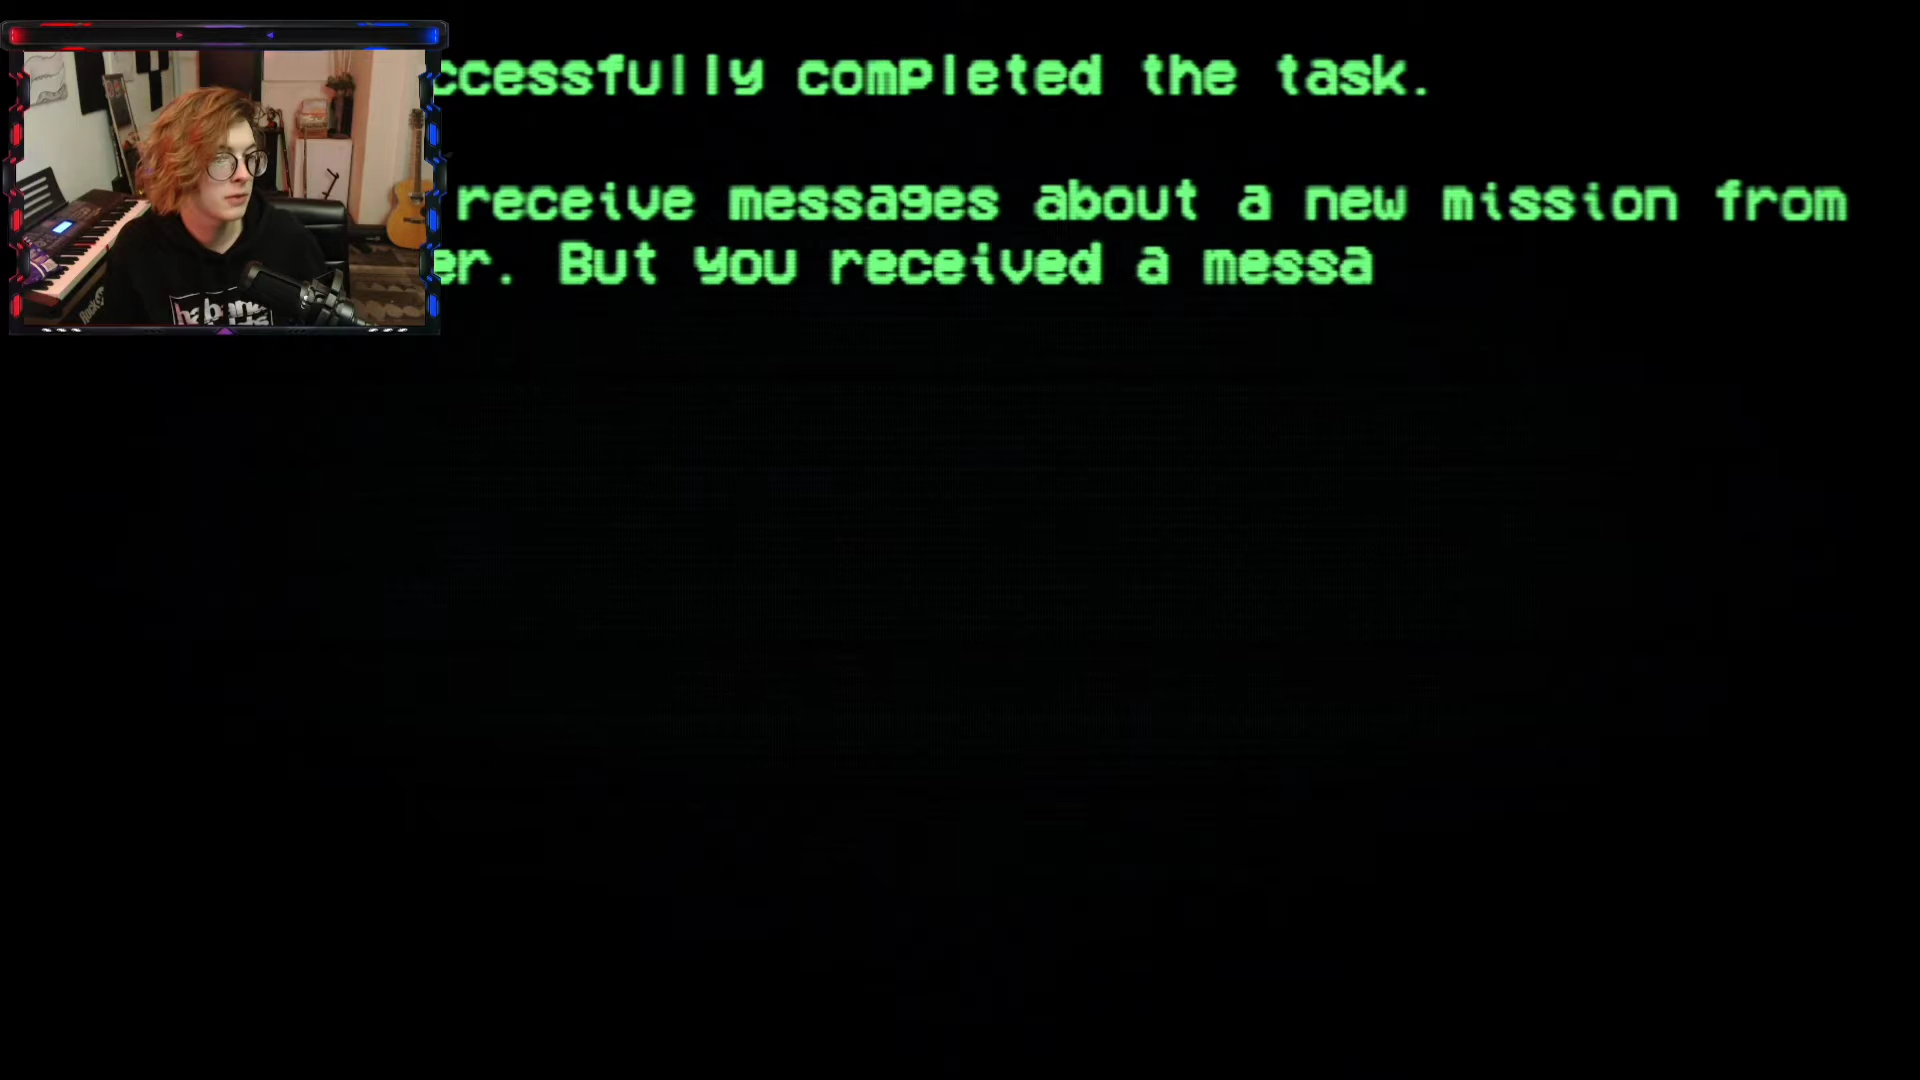 ccessfully completed the task.
receive messages about a new mission from
er. But you received a messa